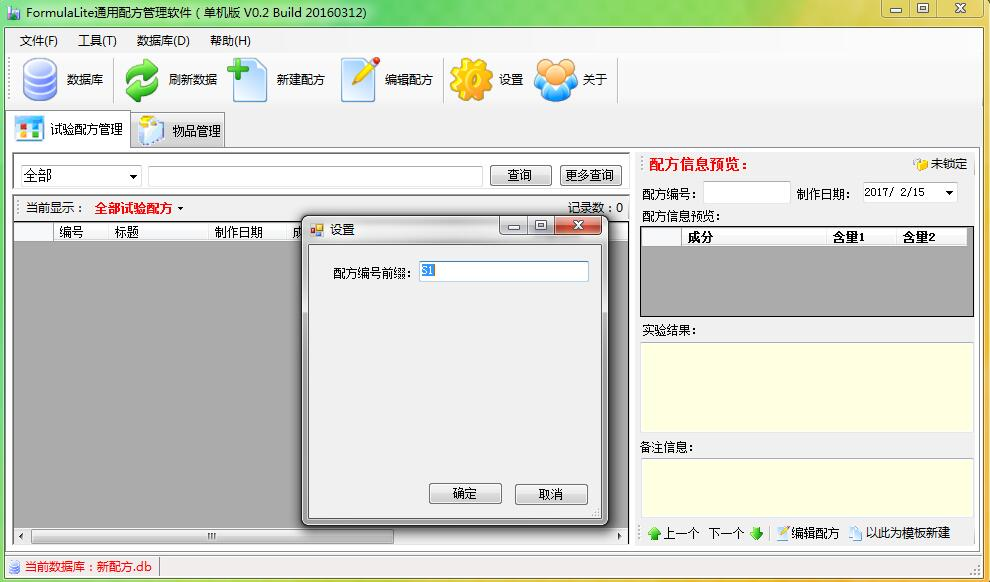 FormulaLite通用配方管理软件 ( 单机版 V0.2 Build 20160312)
文件(F) 工具(T) 数据库(D) 帮助(H)
数据库 刷新数据 新建配方 编辑配方 设置 关于
试验配方管理 物品管理
全部 查询 更多查询
当前显示： 全部试验配方 记录数：0
编号 标题 制作日期
设置
配方编号前缀： S1
确定 取消
配方信息预览： 未锁定
配方编号： 制作日期： 2017/ 2/15
配方信息预览：
成分 含量1 含量2
实验结果：
备注信息：
上一个 下一个 编辑配方 以此为模板新建
当前数据库：新配方.db